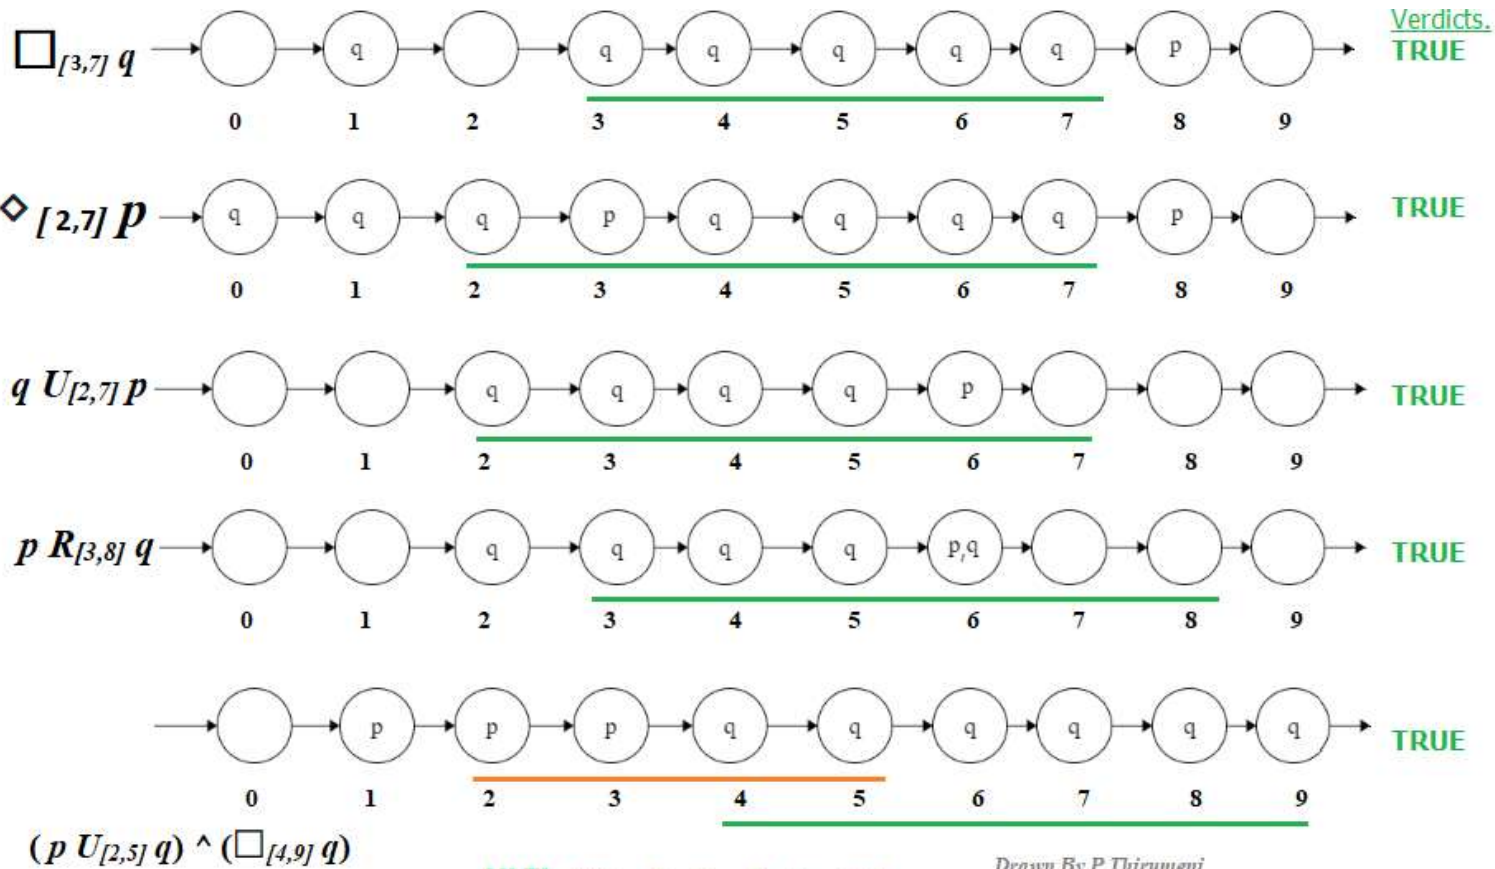 Verdicts.
□[3,7] q q q q q q q p TRUE
0 1 2 3 4 5 6 7 8 9
◇ [2,7] p q q q p q q q q p TRUE
0 1 2 3 4 5 6 7 8 9
q U[2,7] p q q q q p TRUE
0 1 2 3 4 5 6 7 8 9
p R[3,8] q q q q q p,q TRUE
0 1 2 3 4 5 6 7 8 9
p p p q q q q q q TRUE
0 1 2 3 4 5 6 7 8 9
( p U[2,5] q) ^ (□[4,9] q)
Drawn By P Thirumeni